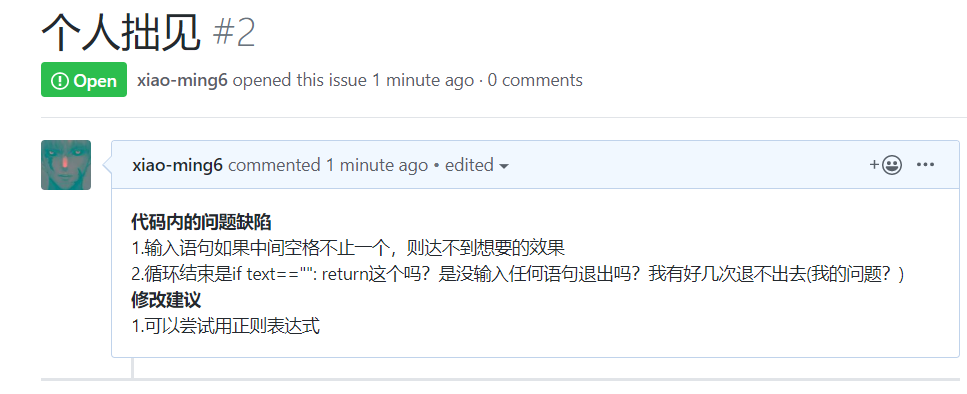 个人拙见 #2
Open xiao-ming6 opened this issue 1 minute ago · 0 comments
xiao-ming6 commented 1 minute ago • edited
代码内的问题缺陷
1.输入语句如果中间空格不止一个，则达不到想要的效果
2.循环结束是if text=="": return这个吗？是没输入任何语句退出吗？我有好几次退不出去(我的问题？)
修改建议
1.可以尝试用正则表达式